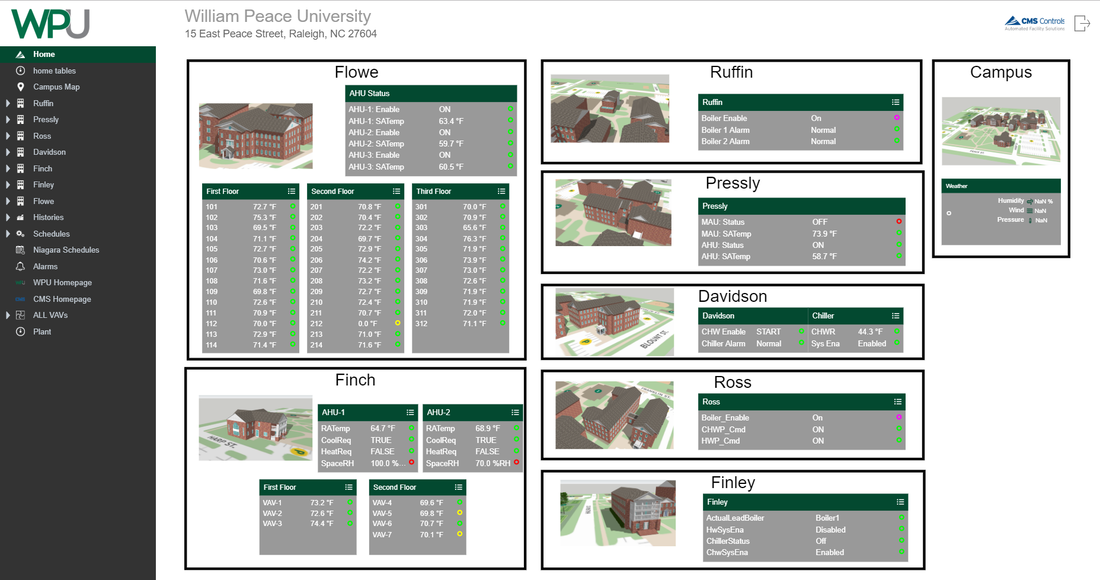 WPU
William Peace University
15 East Peace Street, Raleigh, NC 27604
CMS Controls
Automated Facility Solutions
Home
home tables
Campus Map
Ruffin
Pressly
Ross
Davidson
Finch
Finley
Flowe
Histories
Schedules
Niagara Schedules
Alarms
WPU Homepage
CMS Homepage
ALL VAVs
Plant
Flowe
AHU Status
AHU-1: Enable ON
AHU-1: SATemp 63.4 °F
AHU-2: Enable ON
AHU-2: SATemp 59.7 °F
AHU-3: Enable ON
AHU-3: SATemp 60.5 °F
First Floor
101 72.7 °F
102 75.3 °F
103 69.5 °F
104 71.1 °F
105 72.7 °F
106 70.6 °F
107 73.0 °F
108 71.6 °F
109 69.8 °F
110 72.6 °F
111 70.9 °F
112 70.0 °F
113 72.9 °F
114 71.4 °F
Second Floor
201 70.8 °F
202 70.4 °F
203 72.2 °F
204 69.7 °F
205 72.9 °F
206 74.2 °F
207 72.2 °F
208 73.2 °F
209 72.7 °F
210 72.4 °F
211 70.7 °F
212 0.0 °F
213 71.0 °F
214 71.6 °F
Third Floor
301 70.0 °F
302 70.9 °F
303 65.6 °F
304 76.3 °F
305 71.9 °F
306 73.9 °F
307 73.0 °F
308 72.6 °F
309 71.9 °F
310 71.9 °F
311 72.0 °F
312 71.1 °F
Finch
HARP ST.
AHU-1
RATemp 64.7 °F
CoolReq TRUE
HeatReq FALSE
SpaceRH 100.0 %...
AHU-2
RATemp 68.9 °F
CoolReq TRUE
HeatReq FALSE
SpaceRH 70.0 %RH
First Floor
VAV-1 73.2 °F
VAV-2 72.6 °F
VAV-3 74.4 °F
Second Floor
VAV-4 69.6 °F
VAV-5 69.8 °F
VAV-6 70.7 °F
VAV-7 70.1 °F
Ruffin
Ruffin
Boiler Enable On
Boiler 1 Alarm Normal
Boiler 2 Alarm Normal
Pressly
Pressly
MAU: Status OFF
MAU: SATemp 73.9 °F
AHU: Status ON
AHU: SATemp 58.7 °F
Davidson
BLOUNT ST.
Davidson
CHW Enable START
Chiller Alarm Normal
Chiller
CHWR 44.3 °F
Sys Ena Enabled
Ross
Ross
Boiler_Enable On
CHWP_Cmd ON
HWP_Cmd ON
Finley
Finley
ActualLeadBoiler Boiler1
HwSysEna Disabled
ChillerStatus Off
ChwSysEna Enabled
Campus
Weather
Humidity NaN %
Wind NaN
Pressure NaN